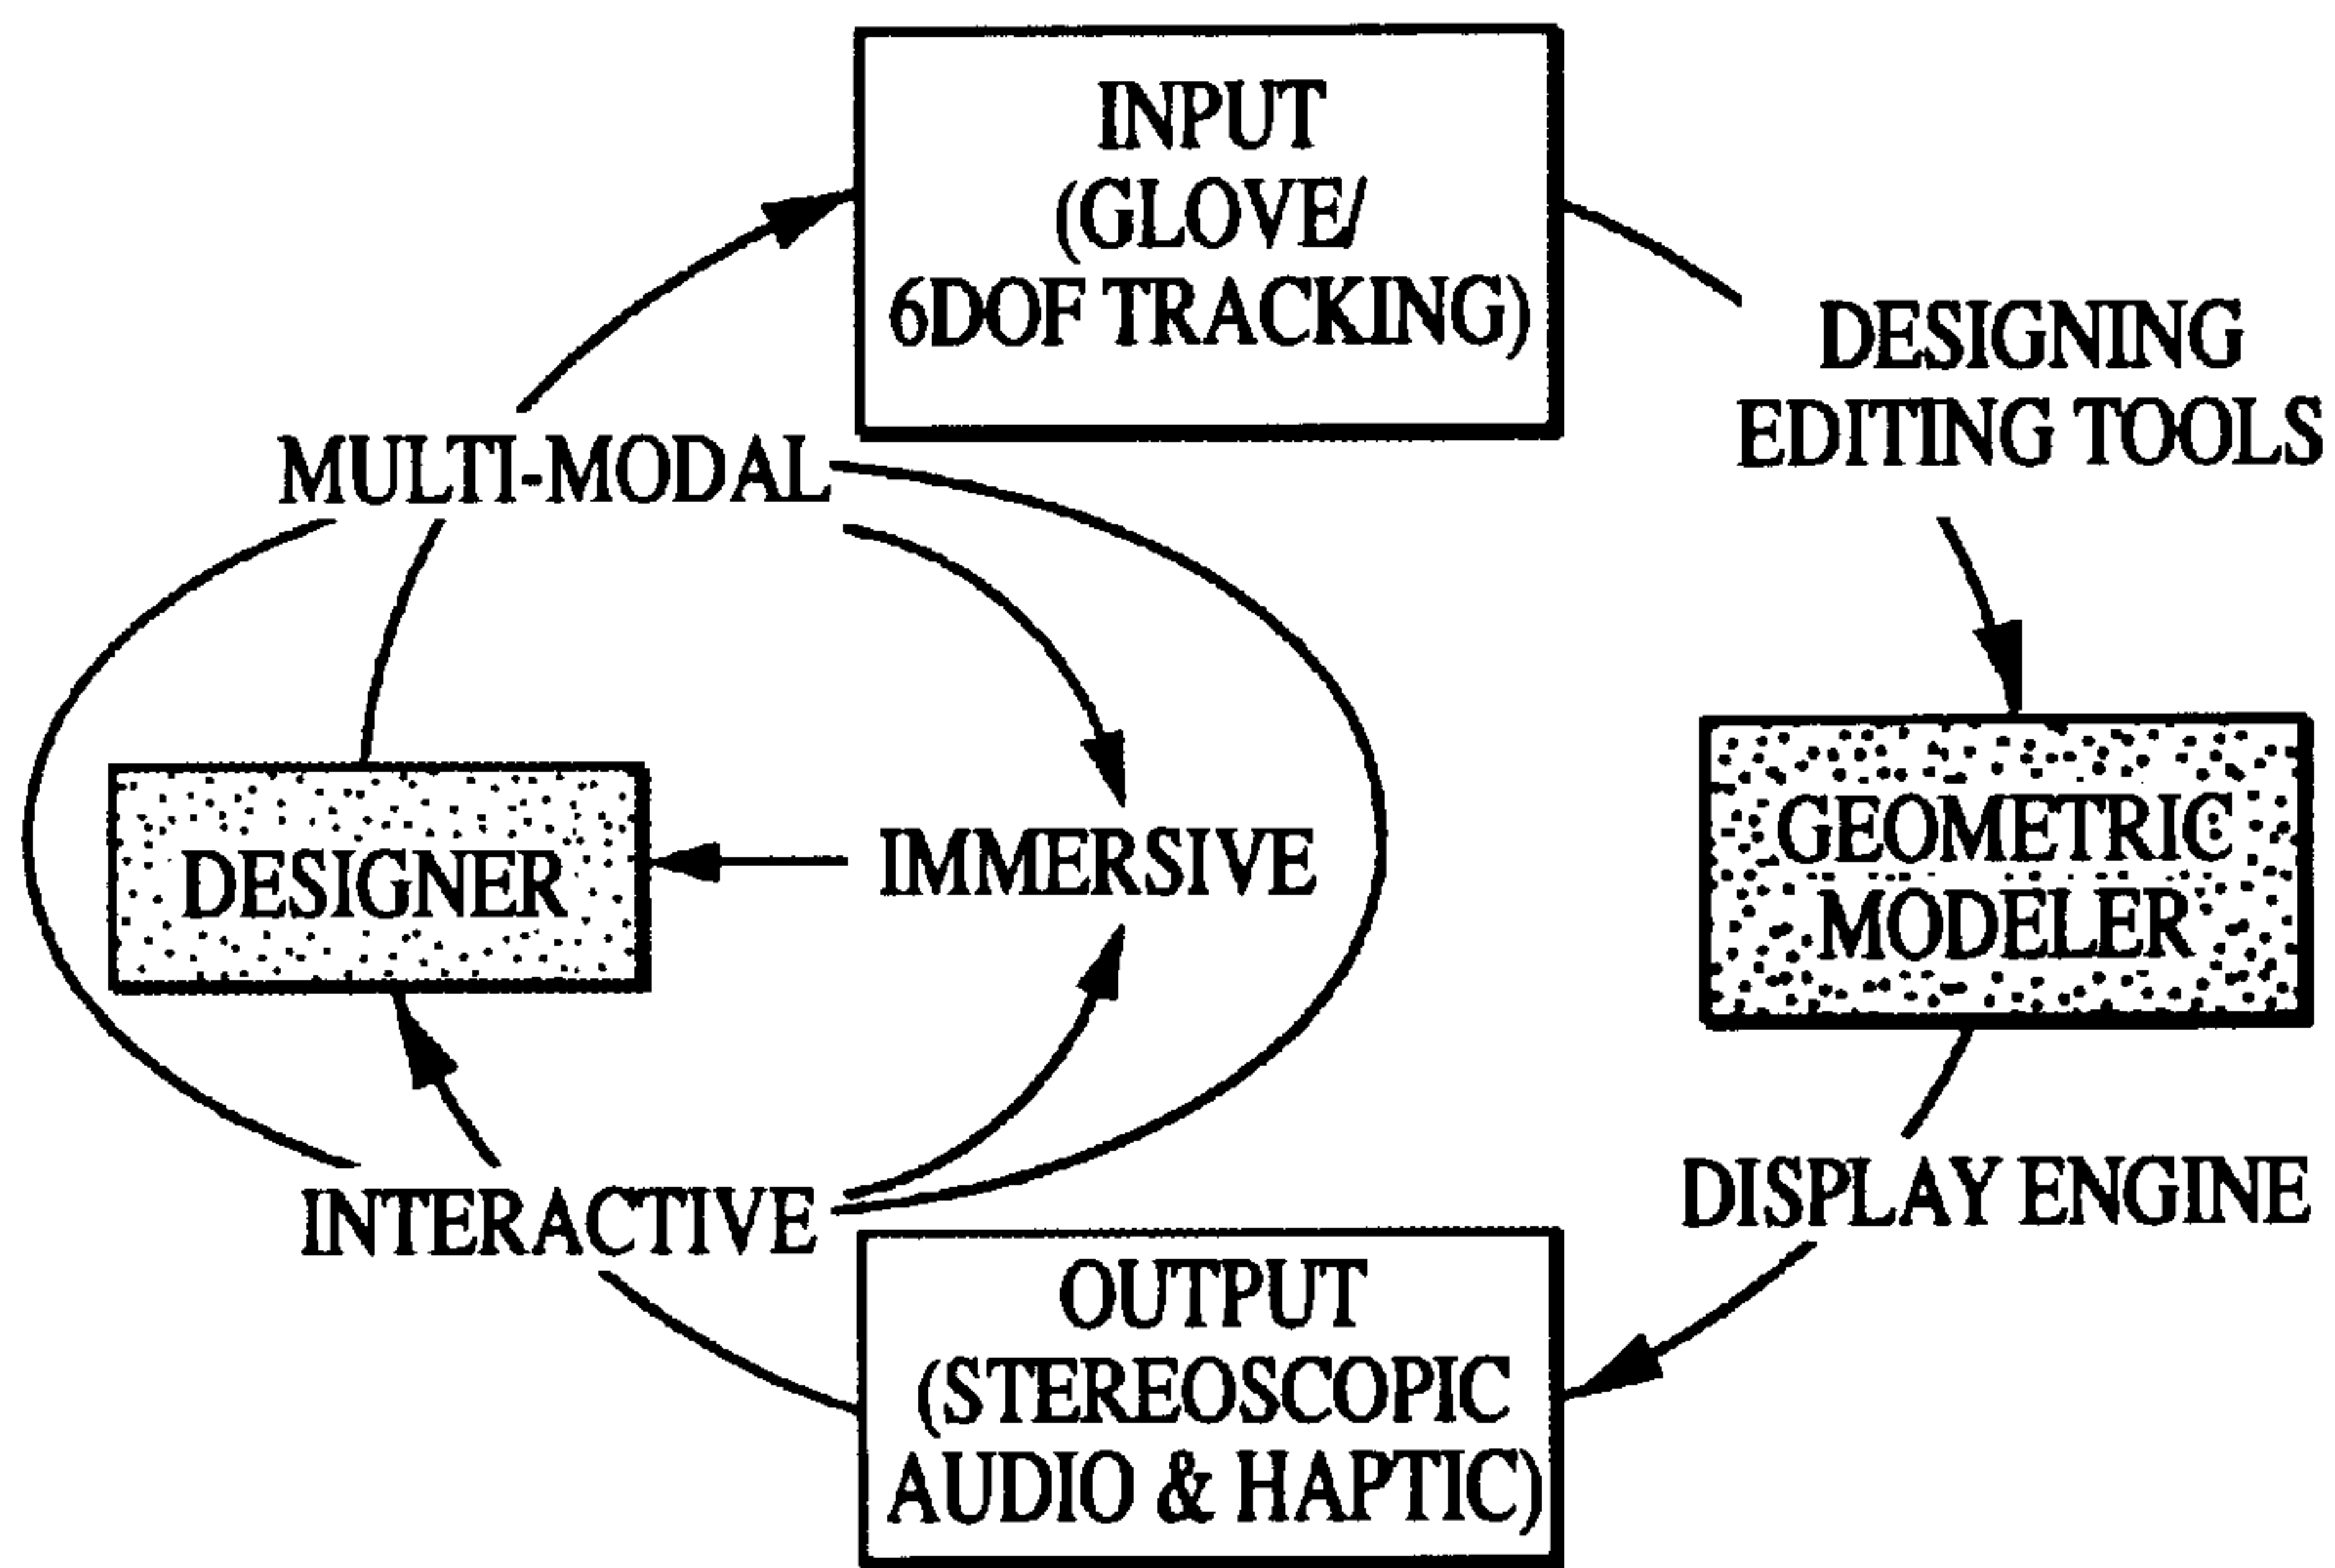 INPUT
(GLOVE/
6DOF TRACKING)
DESIGNING
EDITING TOOLS
MULTI-MODAL
DESIGNER
IMMERSIVE
GEOMETRIC
MODELER
INTERACTIVE
DISPLAY ENGINE
OUTPUT
(STEREOSCOPIC
AUDIO & HAPTIC)